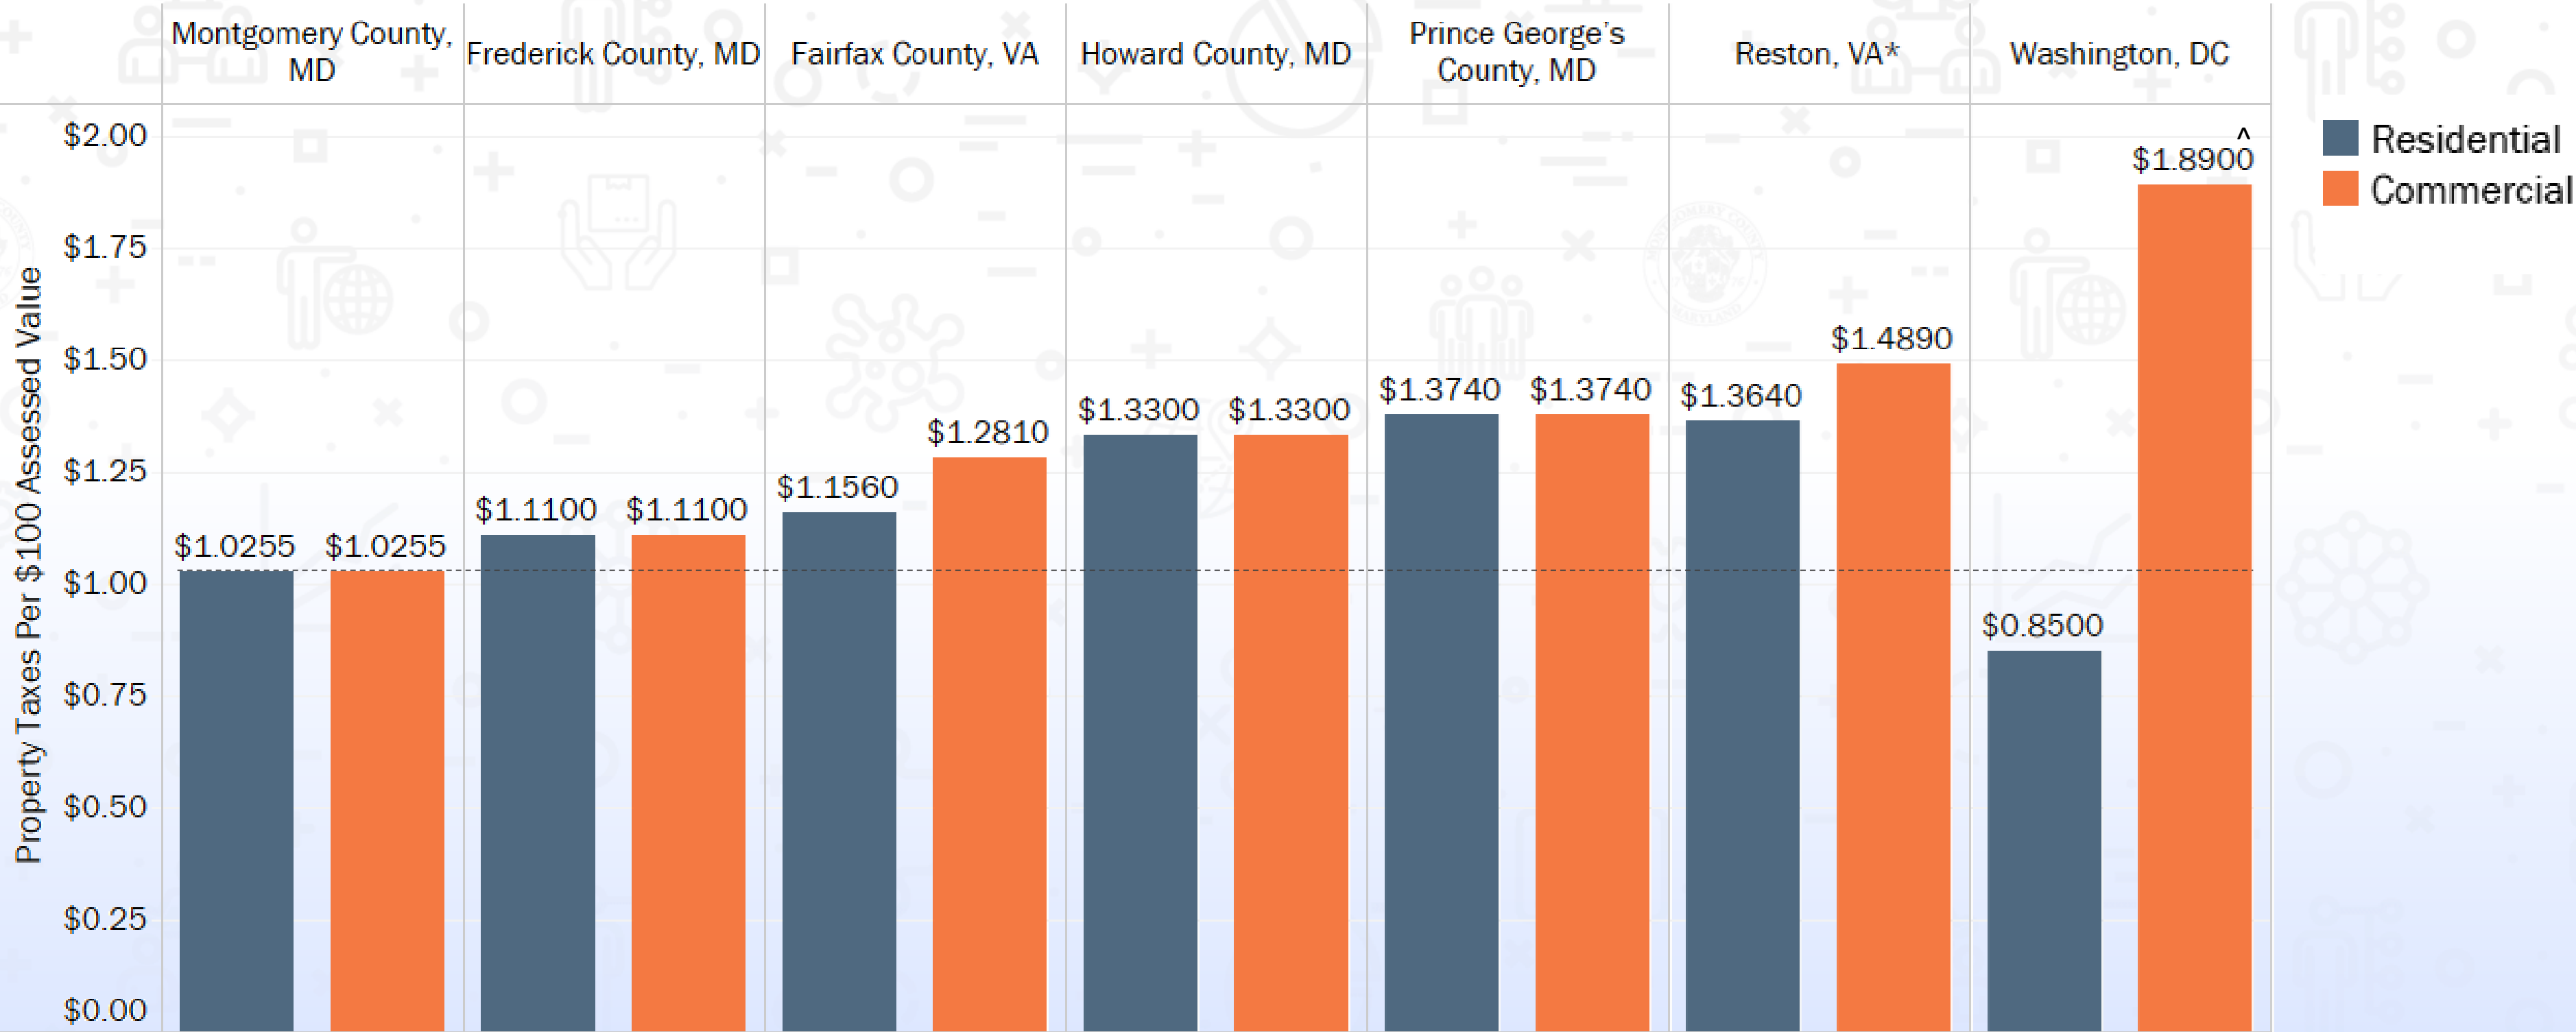 Montgomery County,
MD
Frederick County, MD
Fairfax County, VA
Howard County, MD
Prince George’s
County, MD
Reston, VA*
Washington, DC
Residential
Commercial
Property Taxes Per $100 Assessed Value
$2.00
$1.75
$1.50
$1.25
$1.00
$0.75
$0.50
$0.25
$0.00
$1.0255
$1.0255
$1.1100
$1.1100
$1.1560
$1.2810
$1.3300
$1.3300
$1.3740
$1.3740
$1.3640
$1.4890
$0.8500
^
$1.8900
MONTGOMERY COUNTY
MARYLAND